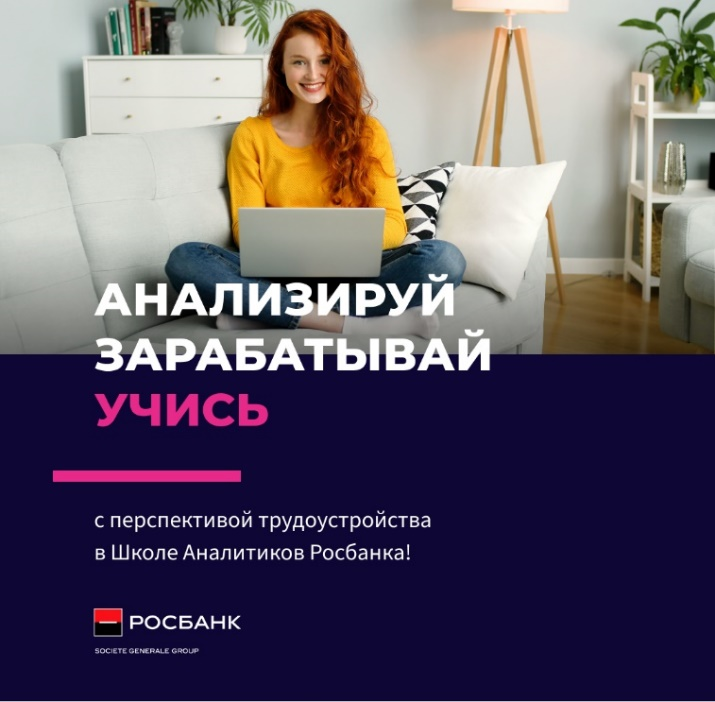 АНАЛИЗИРУЙ
ЗАРАБАТЫВАЙ
УЧИСЬ
с перспективой трудоустройства
в Школе Аналитиков Росбанка!
РОСБАНК
SOCIETE GENERALE GROUP